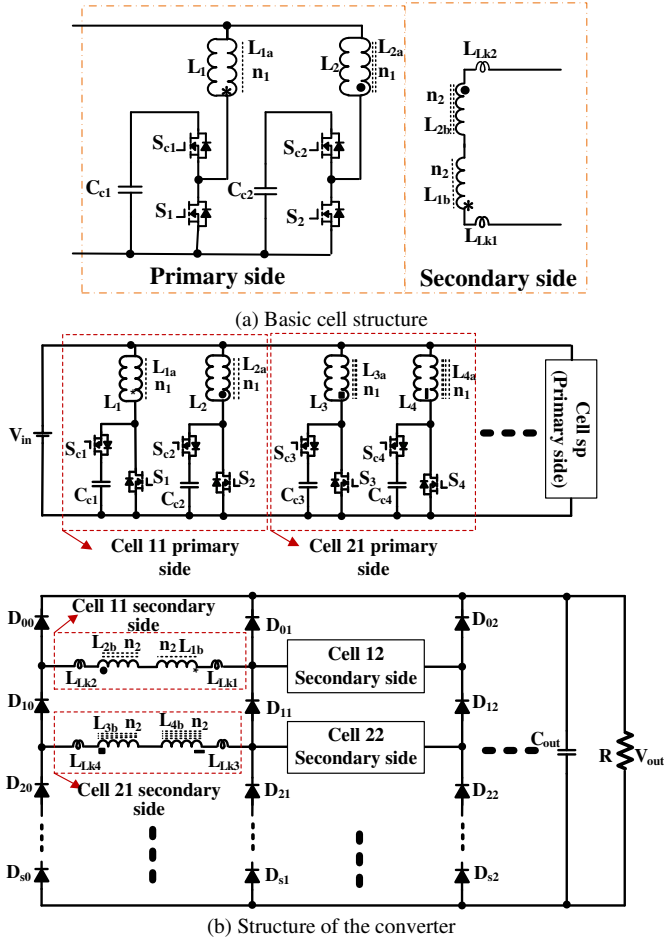 L1 L1a n1
L2 L2a n1
Sc1 Cc1 S1
Sc2 Cc2 S2
Primary side
LLk2
n2
L2b
n2
L1b
*
LLk1
Secondary side
(a) Basic cell structure
Vin
L1 L1a n1
L2 L2a n1
L3 L3a n1
L4 L4a n1
Sc1 Cc1 S1
Sc2 Cc2 S2
Sc3 Cc3 S3
Sc4 Cc4 S4
Cell sp
(Primary side)
Cell 11 primary
side
Cell 21 primary
side
D00
Cell 11 secondary
side
D01
D02
L2b n2 n2 L1b
LLk2 LLk1
Cell 12
Secondary side
D10
D11
D12
L3b n2 L4b n2
LLk4 LLk3
Cell 22
Secondary side
Cout
R
Vout
Cell 21 secondary
side
D20
D21
D22
Ds0
Ds1
Ds2
(b) Structure of the converter